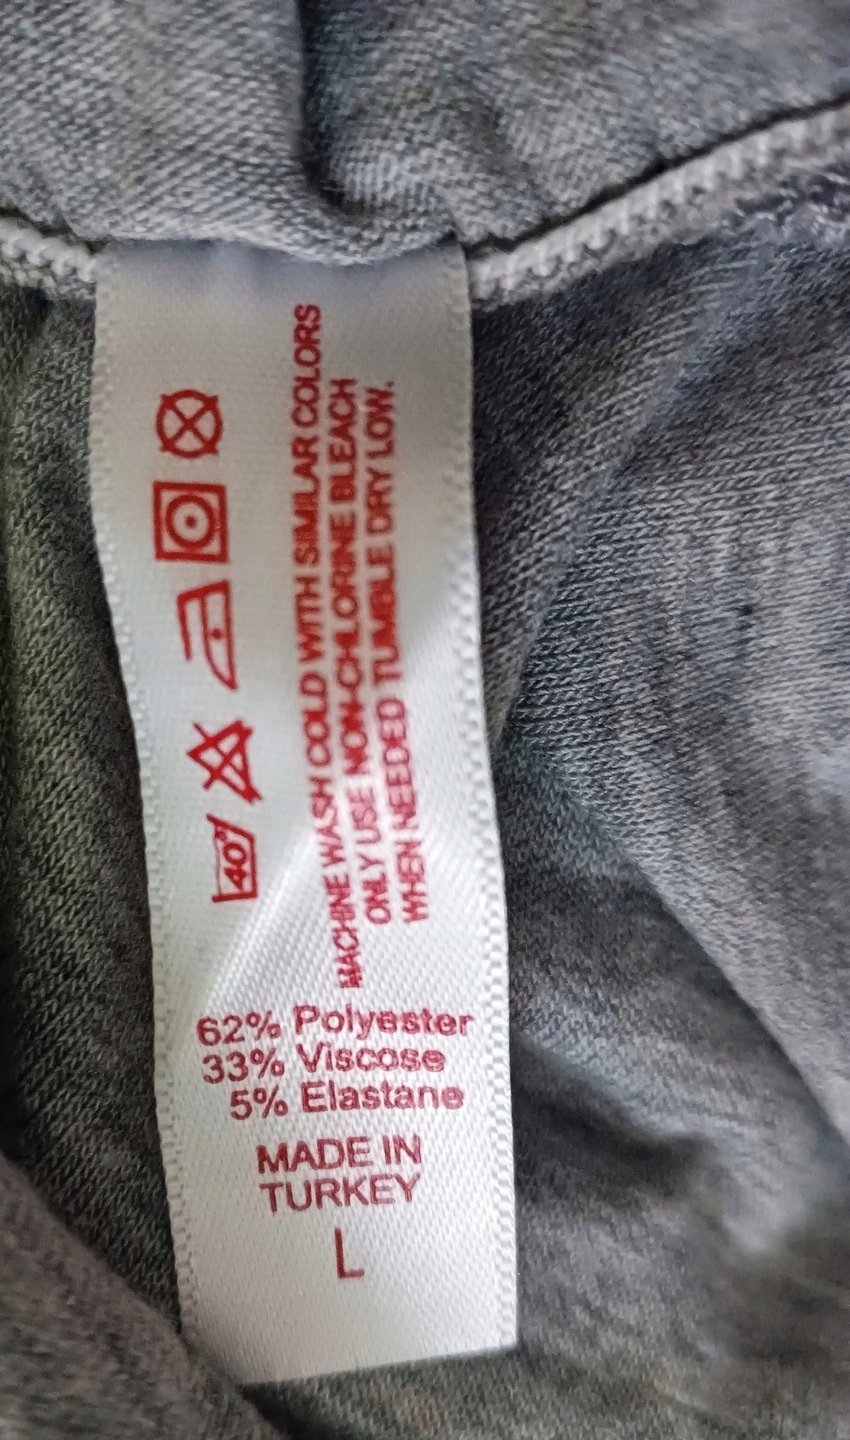 40°
MACHINE WASH COLD WITH SIMILAR COLORS
ONLY USE NON-CHLORINE BLEACH
WHEN NEEDED TUMBLE DRY LOW.
62% Polyester
33% Viscose
5% Elastane
MADE IN
TURKEY
L